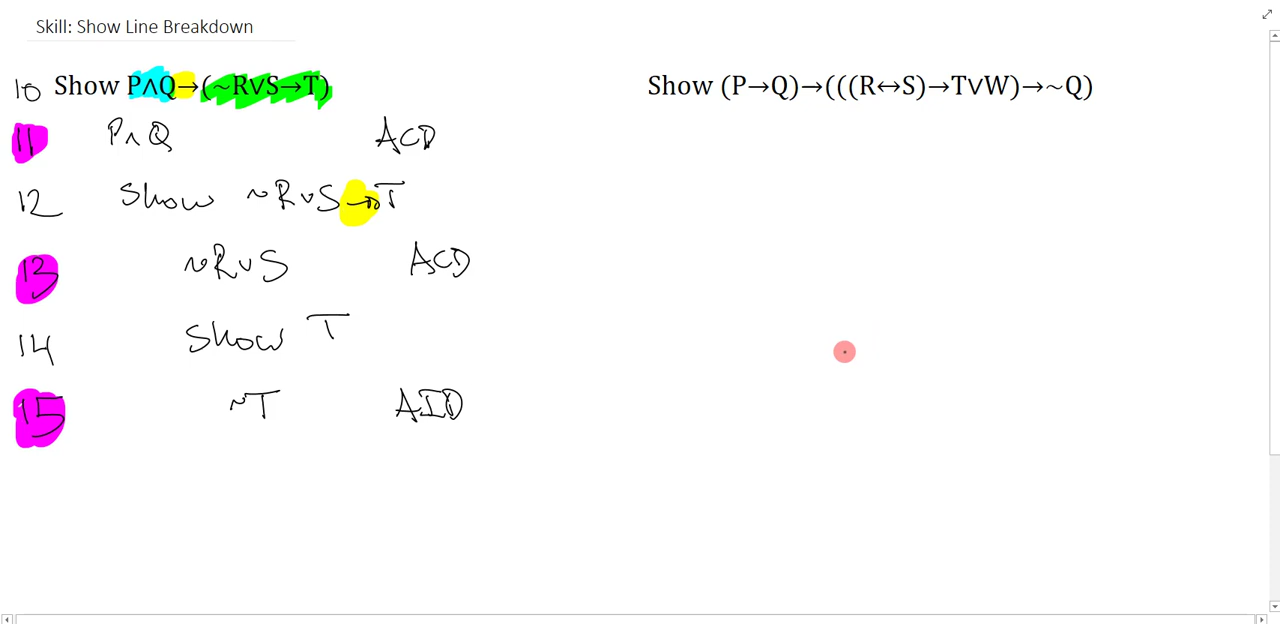 Skill: Show Line Breakdown
10 Show P∧Q→(~R∨S→T)
11 P∧Q ACD
12 Show ~R∨S→T
13 ~R∨S ACD
14 Show T
15 ~T AID
Show (P→Q)→(((R↔S)→T∨W)→~Q)